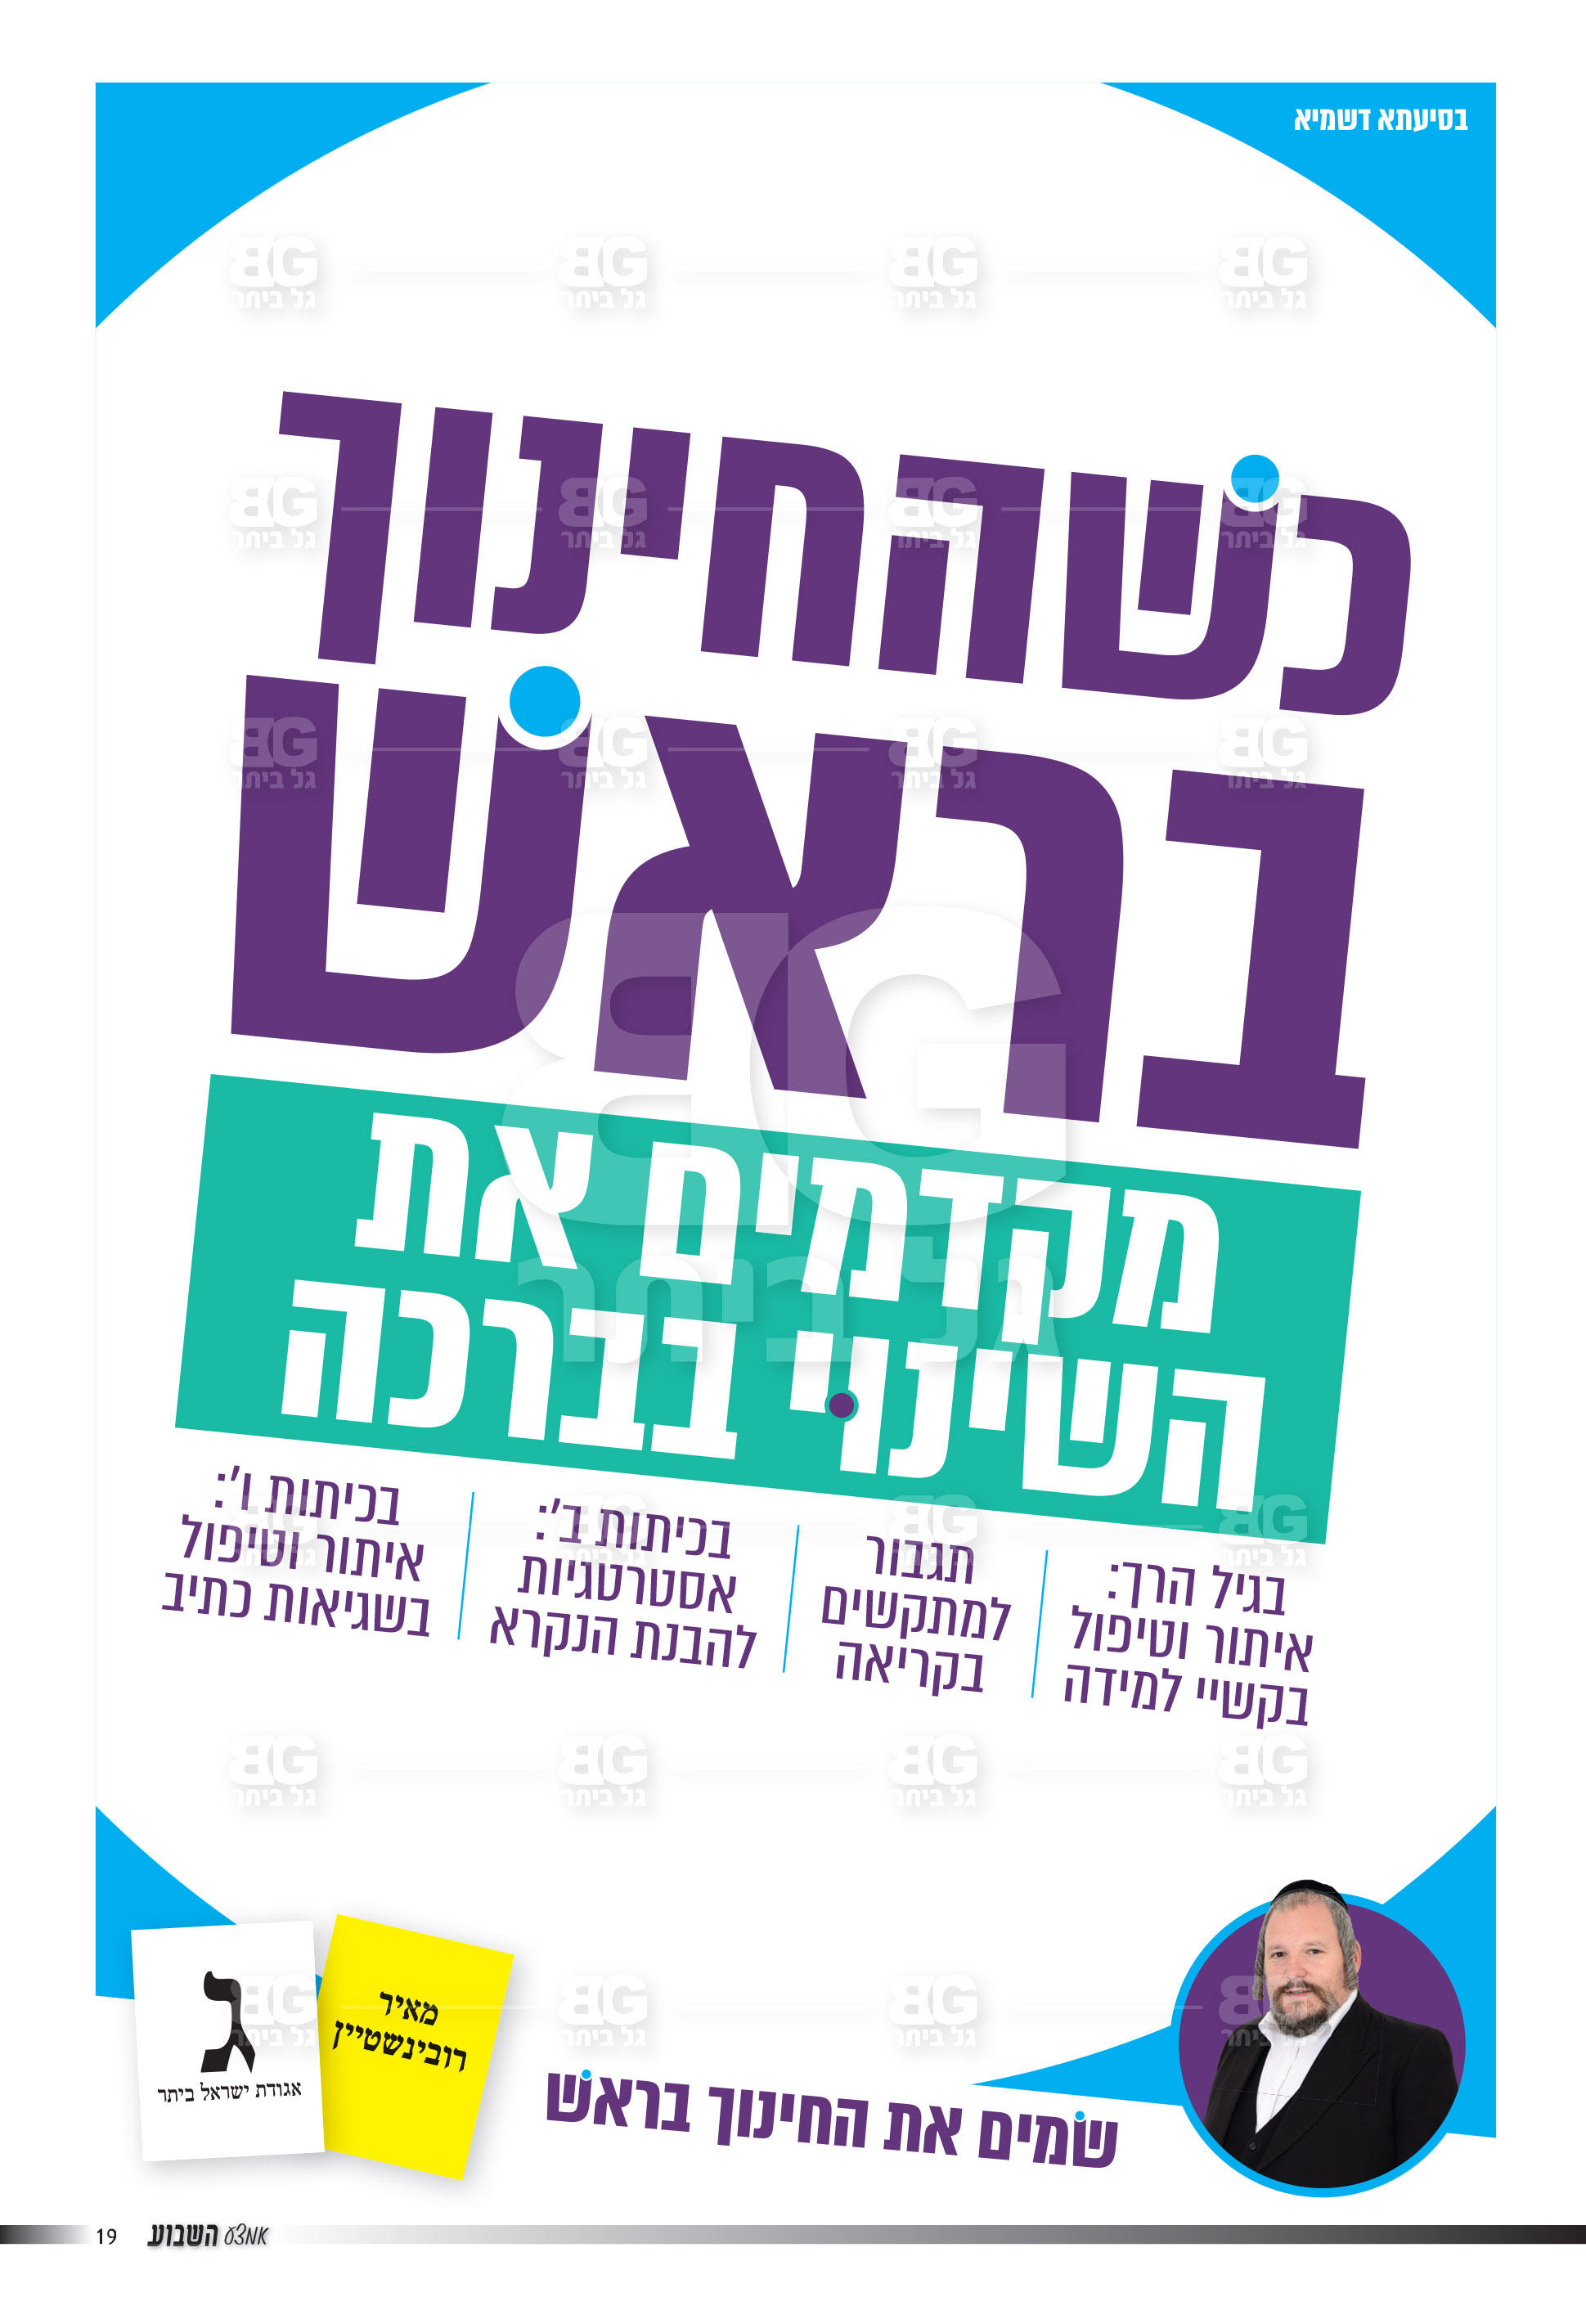 בסיעתא דשמיא
כשהחינוך
בראש
מקדמים את
השינוי בברכה
בגיל הרך:
איתור וטיפול
בקשיי למידה
תגבור
למתקשים
בקריאה
בכיתות ב':
אסטרטגיות
להבנת הנקרא
בכיתות ו':
איתור וטיפול
בשגיאות כתיב
שמים את החינוך בראש
מאיר
רובינשטיין
ג
אגודת ישראל ביתר
אמצע השבוע 19
BG
גל ביתר